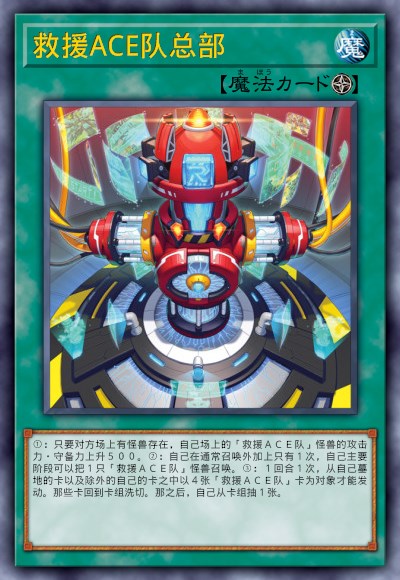 救援ACE队总部
魔
【魔法カード】
まほう
①：只要对方场上有怪兽存在，自己场上的「救援ＡＣＥ队」怪兽的攻击
力·守备力上升５００。②：自己在通常召唤外加上只有１次，自己主要
阶段可以把１只「救援ＡＣＥ队」怪兽召唤。③：１回合１次，从自己墓
地的卡以及除外的自己的卡之中以４张「救援ＡＣＥ队」卡为对象才能发
动。那些卡回到卡组洗切。那之后，自己从卡组抽１张。